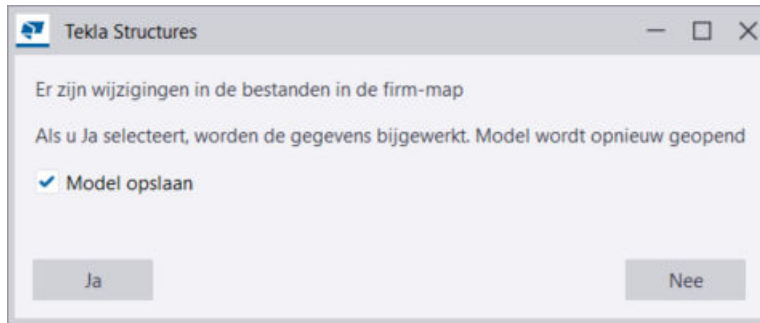 Tekla Structures
Er zijn wijzigingen in de bestanden in de firm-map
Als u Ja selecteert, worden de gegevens bijgewerkt. Model wordt opnieuw geopend
Model opslaan
Ja
Nee